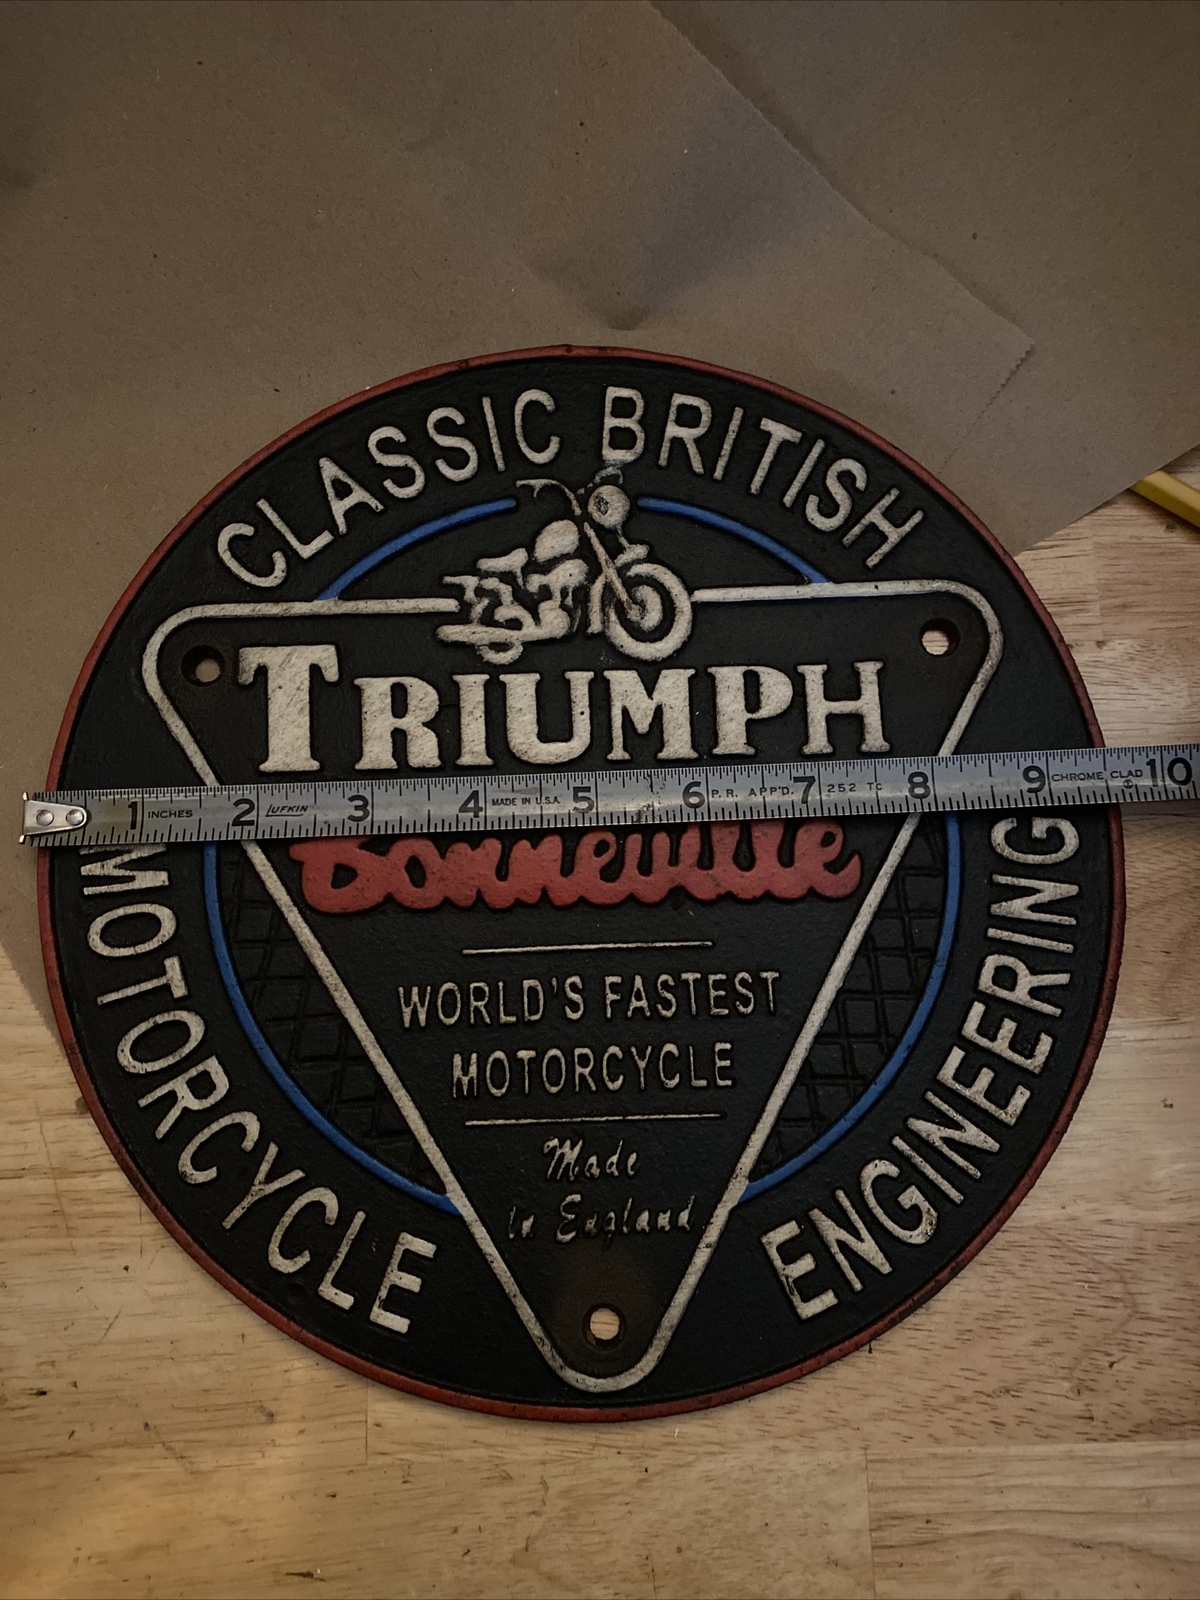 CLASSIC BRITISH
TRIUMPH
1 INCHES 2 LUFKIN 3 4 MADE IN U.S.A. 5 6 P.R. APP'D. 7 252 TC 8 9 CHROME CLAD 10
Bonneville
WORLD'S FASTEST
MOTORCYCLE
Made
in England
MOTORCYCLE
ENGINEERING